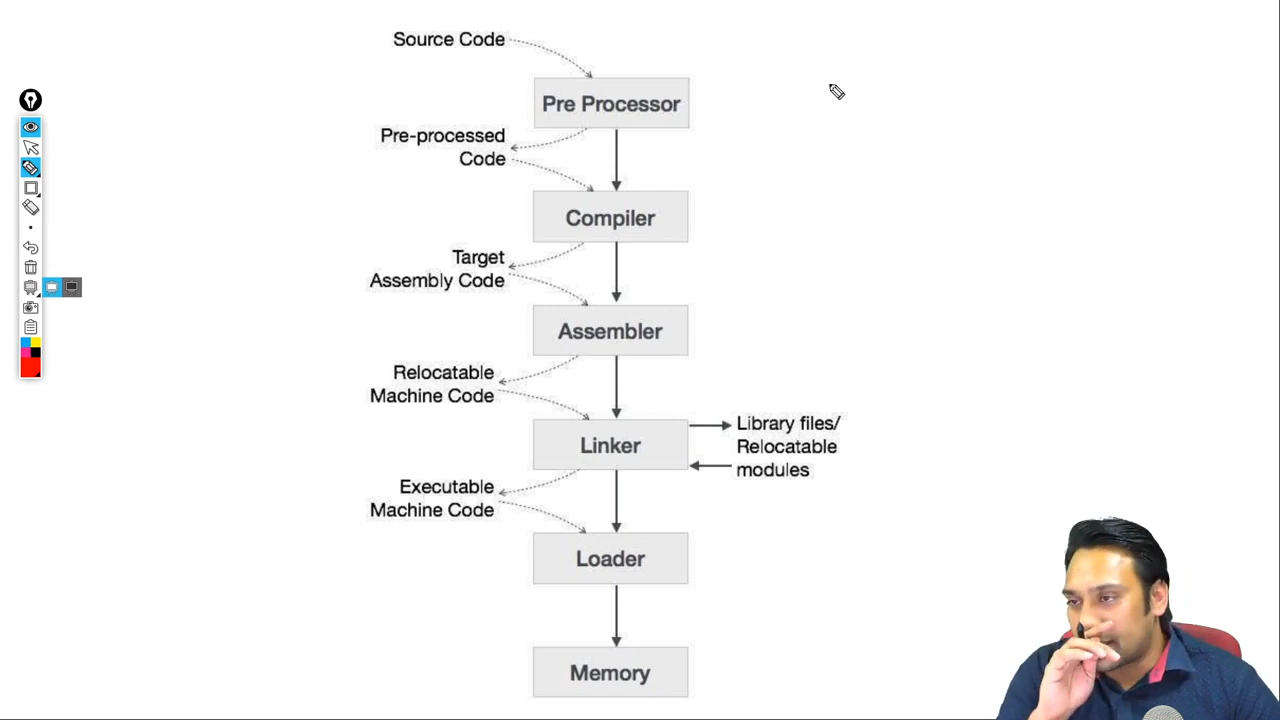 Source Code
Pre Processor
Pre-processed
Code
Compiler
Target
Assembly Code
Assembler
Relocatable
Machine Code
Linker
Library files/
Relocatable
modules
Executable
Machine Code
Loader
Memory